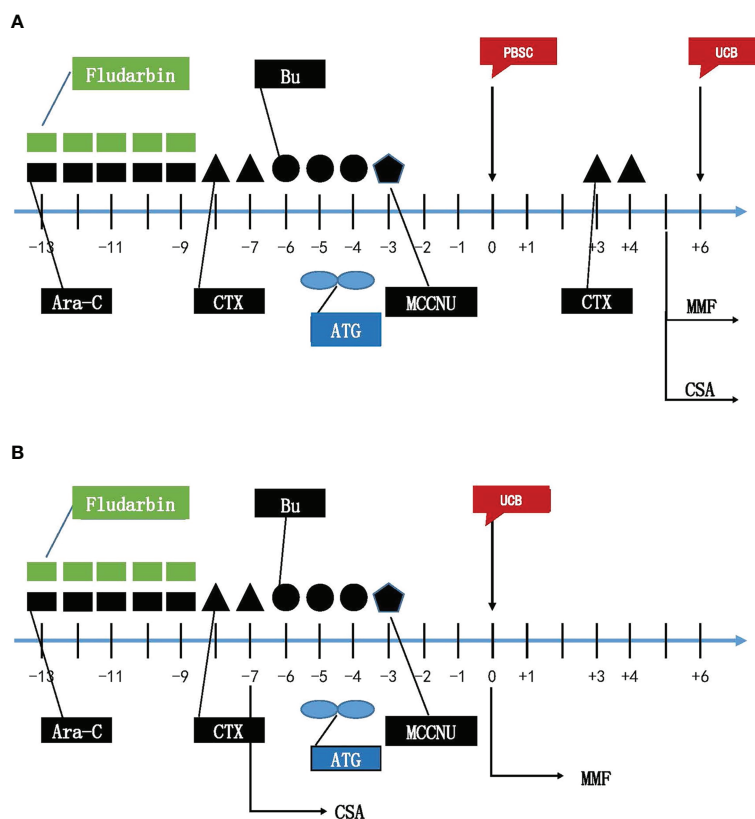 A
PBSC
UCB
Fludarbin
Bu
-13
-11
-9
-7
-6
-5
-4
-3
-2
-1
0
+1
+3
+4
+6
Ara-C
CTX
ATG
MCCNU
CTX
MMF
CSA
B
Fludarbin
Bu
UCB
-13
-11
-9
-7
-6
-5
-4
-3
-2
-1
0
+1
+3
+4
+6
Ara-C
CTX
ATG
MCCNU
MMF
CSA